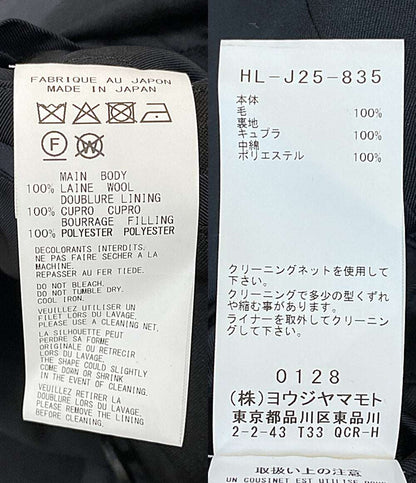 FABRIQUE AU JAPON
MADE IN JAPAN
F
W
MAIN BODY
100% LAINE WOOL
DOUBLURE LINING
100% CUPRO CUPRO
BOURRAGE FILLING
100% POLYESTER POLYESTER
DECOLORANTS INTERDITS.
NE PAS FAIRE SECHER A LA
MACHINE.
REPASSER AU FER TIEDE.
DO NOT BLEACH.
DO NOT TUMBLE DRY.
COOL IRON.
VEUILLEZ UTILISER UN
FILET LORS DU LAVAGE.
PLEASE USE A CLEANING NET.
LA SILHOUETTE PEUT
PERDRE SA FORME
ORIGINALE OU RETRECIR
LORS DU LAVAGE.
THE SHAPE COULD SLIGHTLY
COME DOWN OR SHRINK
IN THE EVENT OF CLEANING.
VEUILLEZ RETIRER LA
DOUBLURE AVANT LE LAVAGE.
PLEASE REMOVE THE LINING
BEFORE CLEANING.
HL-J25-835
本体
毛 100%
裏地
キュプラ 100%
中綿
ポリエステル 100%
クリーニングネットを使用して
下さい。
クリーニングで多少の型くずれ
や縮む事があります。
ライナーを取外してクリーニング
して下さい。
0128
(株)ヨウジヤマモト
東京都品川区東品川
2-2-43 T33 QCR-H
取扱い上の注意
UN COUSINET EST UTILISE POUR